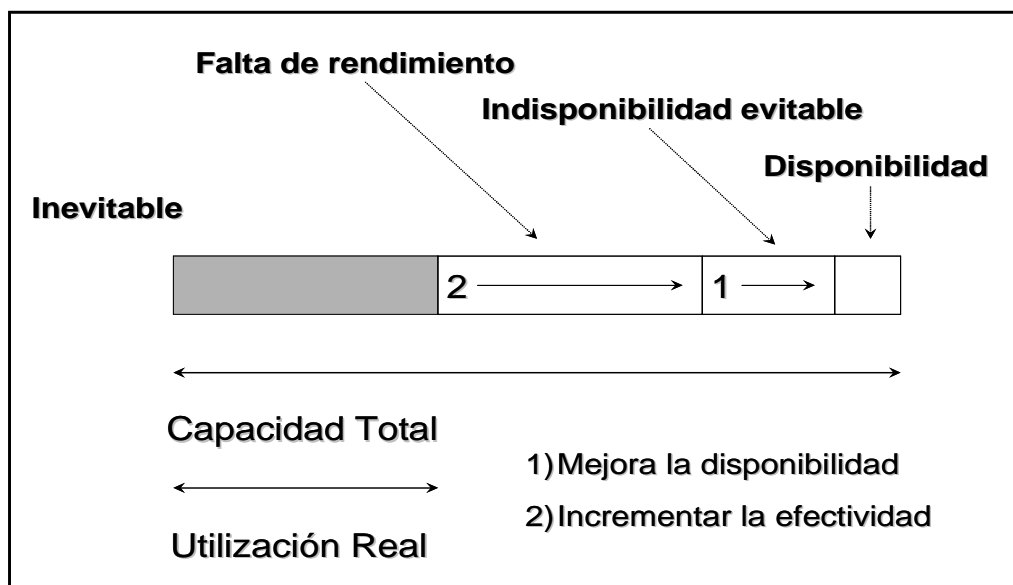 Falta de rendimiento
Indisponibilidad evitable
Disponibilidad
Inevitable
2
1
Capacidad Total
1) Mejora la disponibilidad
2) Incrementar la efectividad
Utilización Real